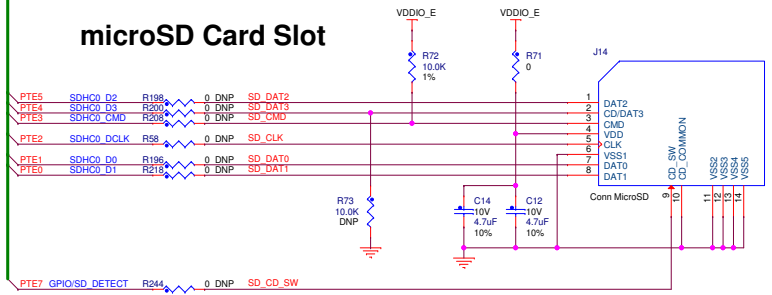 microSD Card Slot
VDDIO_E
VDDIO_E
R72
10.0K
1%
R71
0
J14
PTE5 SDHC0_D2 R198 0 DNP SD_DAT2 1 DAT2
PTE4 SDHC0_D3 R200 0 DNP SD_DAT3 2 CD/DAT3
PTE3 SDHC0_CMD R208 0 DNP SD_CMD 3 CMD
4 VDD
PTE2 SDHC0_DCLK R58 0 DNP SD_CLK 5 CLK
6 VSS1
PTE1 SDHC0_D0 R196 0 DNP SD_DAT0 7 DAT0
PTE0 SDHC0_D1 R218 0 DNP SD_DAT1 8 DAT1
CD_SW
CD_COMMON
VSS2
VSS3
VSS4
VSS5
9
10
11
12
13
14
Conn MicroSD
R73
10.0K
DNP
C14
10V
4.7uF
10%
C12
10V
4.7uF
10%
PTE7 GPIO/SD_DETECT R244 0 DNP SD_CD_SW